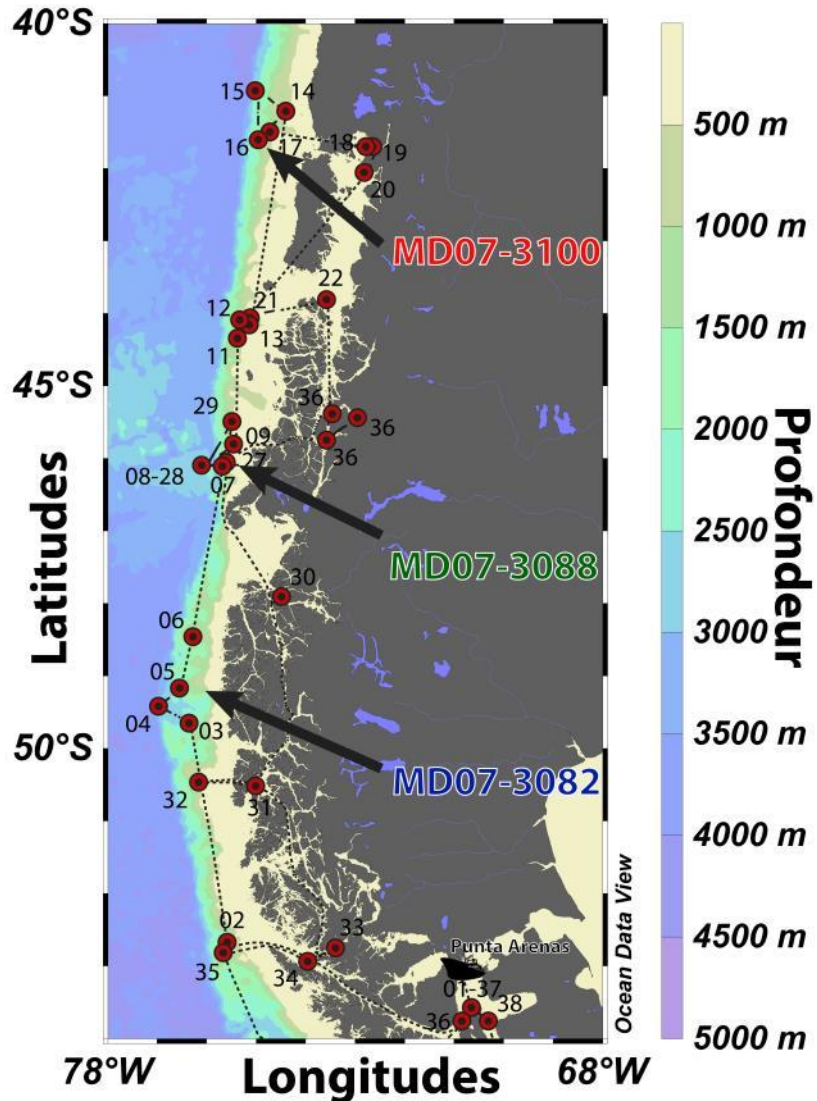 40°S
15
14
500 m
16
17
18
19
20
1000 m
MD07-3100
22
12
21
1500 m
11
13
45°S
2000 m
29
36
36
09
36
08-28
27
07
2500 m
MD07-3088
30
3000 m
06
05
04
03
3500 m
50°S
MD07-3082
32
31
4000 m
02
33
Punta Arenas
35
34
4500 m
01-37
38
36
5000 m
78°W
Longitudes
68°W
Latitudes
Profondeur
Ocean Data View